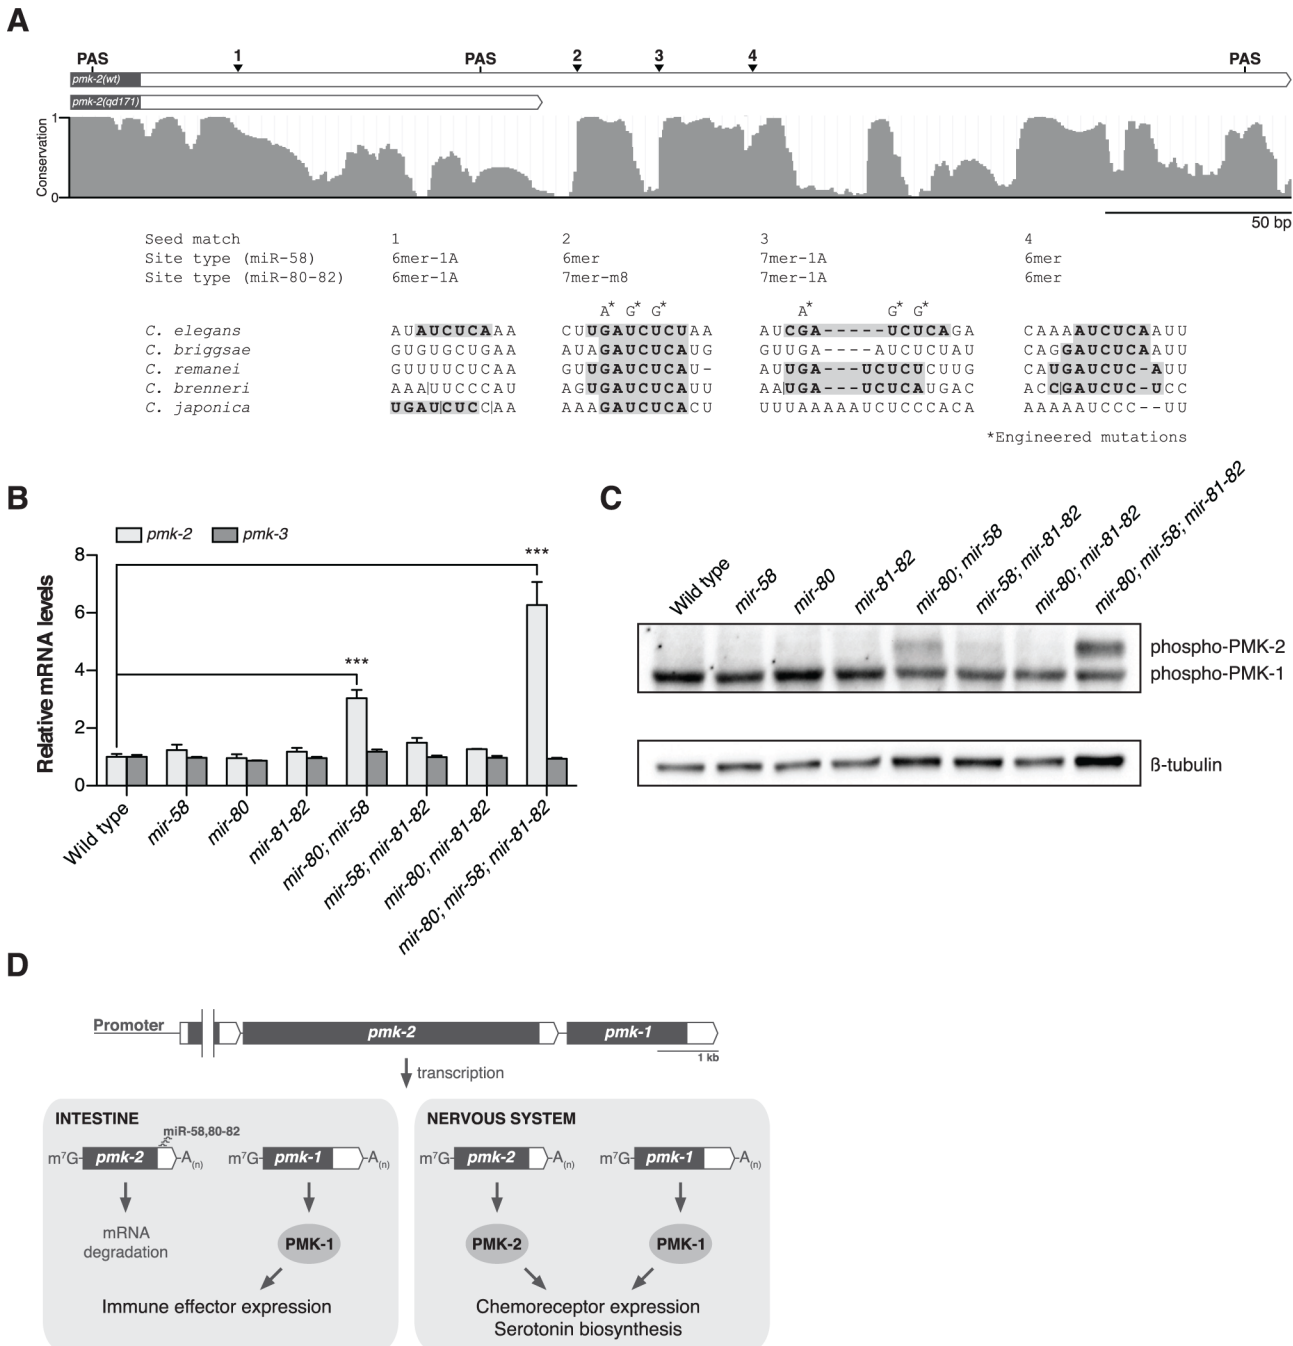 A
PAS 1 PAS 2 3 4 PAS
pmk-2(wt)
pmk-2(qd171)
1
Conservation
0
50 bp
Seed match 1 2 3 4
Site type (miR-58) 6mer-1A 6mer 7mer-1A 6mer
Site type (miR-80-82) 6mer-1A 7mer-m8 7mer-1A 6mer
A* G* G* A* G* G*
C. elegans AUAUCUCAAA CUUGAUCUCUAA AUCGA-----UCUCAGA CAAAAUCUCAAUU
C. briggsae GUGUGCUGAA AUAGAUCUCAUG GUUGA----AUCUCUAU CAGGAUCUCAAUU
C. remanei GUUUUCUCAA GUUGAUCUCAU- AUUGA---UCUCUCUUG CAUGAUCUC-AUU
C. brenneri AAAUUCCCAU AGUGAUCUCAUU AAUGA---UCUCAUGAC ACCGAUCUC-UCC
C. japonica UGAUCUCCAA AAAGAUCUCACU UUUAAAAAUCUCCCACA AAAAAUCCC--UU
*Engineered mutations
B
pmk-2 pmk-3
Relative mRNA levels
8
6
4
2
0
***
***
Wild type
mir-58
mir-80
mir-81-82
mir-80; mir-58
mir-58; mir-81-82
mir-80; mir-81-82
mir-80; mir-58; mir-81-82
C
Wild type
mir-58
mir-80
mir-81-82
mir-80; mir-58
mir-58; mir-81-82
mir-80; mir-81-82
mir-80; mir-58; mir-81-82
phospho-PMK-2
phospho-PMK-1
ß-tubulin
D
Promoter pmk-2 pmk-1
1 kb
transcription
INTESTINE
miR-58,80-82
m⁷G pmk-2 -A(n) m⁷G pmk-1 -A(n)
mRNA
degradation
PMK-1
Immune effector expression
NERVOUS SYSTEM
m⁷G pmk-2 -A(n) m⁷G pmk-1 -A(n)
PMK-2 PMK-1
Chemoreceptor expression
Serotonin biosynthesis